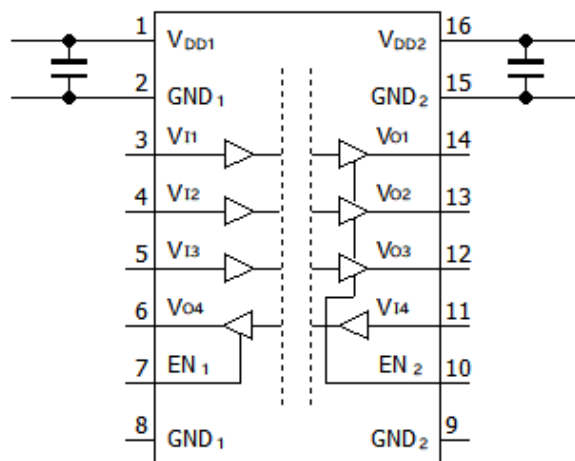 1 VDD1 VDD2 16
2 GND1 GND2 15
3 VI1 VO1 14
4 VI2 VO2 13
5 VI3 VO3 12
6 VO4 VI4 11
7 EN1 EN2 10
8 GND1 GND2 9